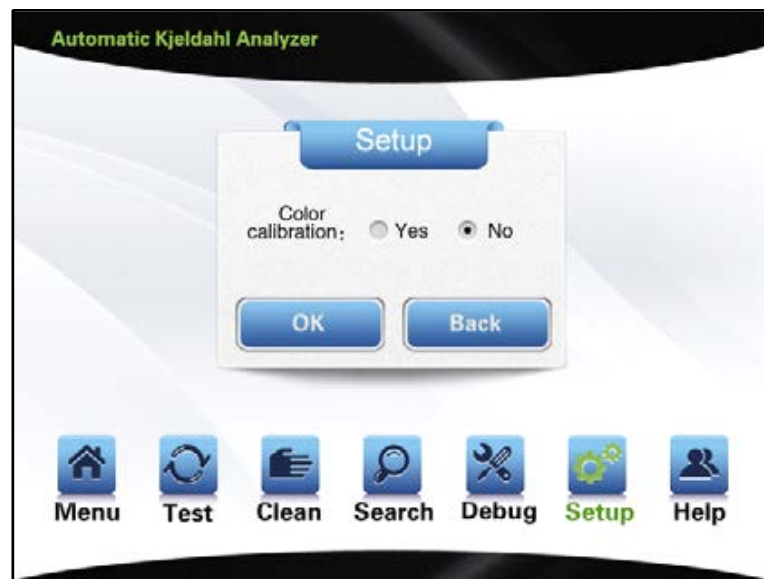 Automatic Kjeldahl Analyzer
Setup
Color
calibration: Yes No
OK Back
Menu Test Clean Search Debug Setup Help